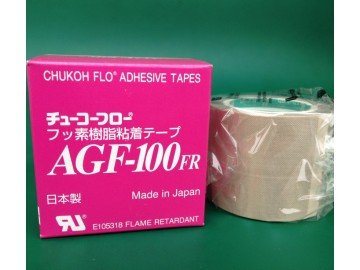 CHUKOH FLO® ADHESIVE TAPES
チューコーフロー®
フッ素樹脂粘着テープ
AGF-100FR
日本製
Made in Japan
E105318 FLAME RETARDANT